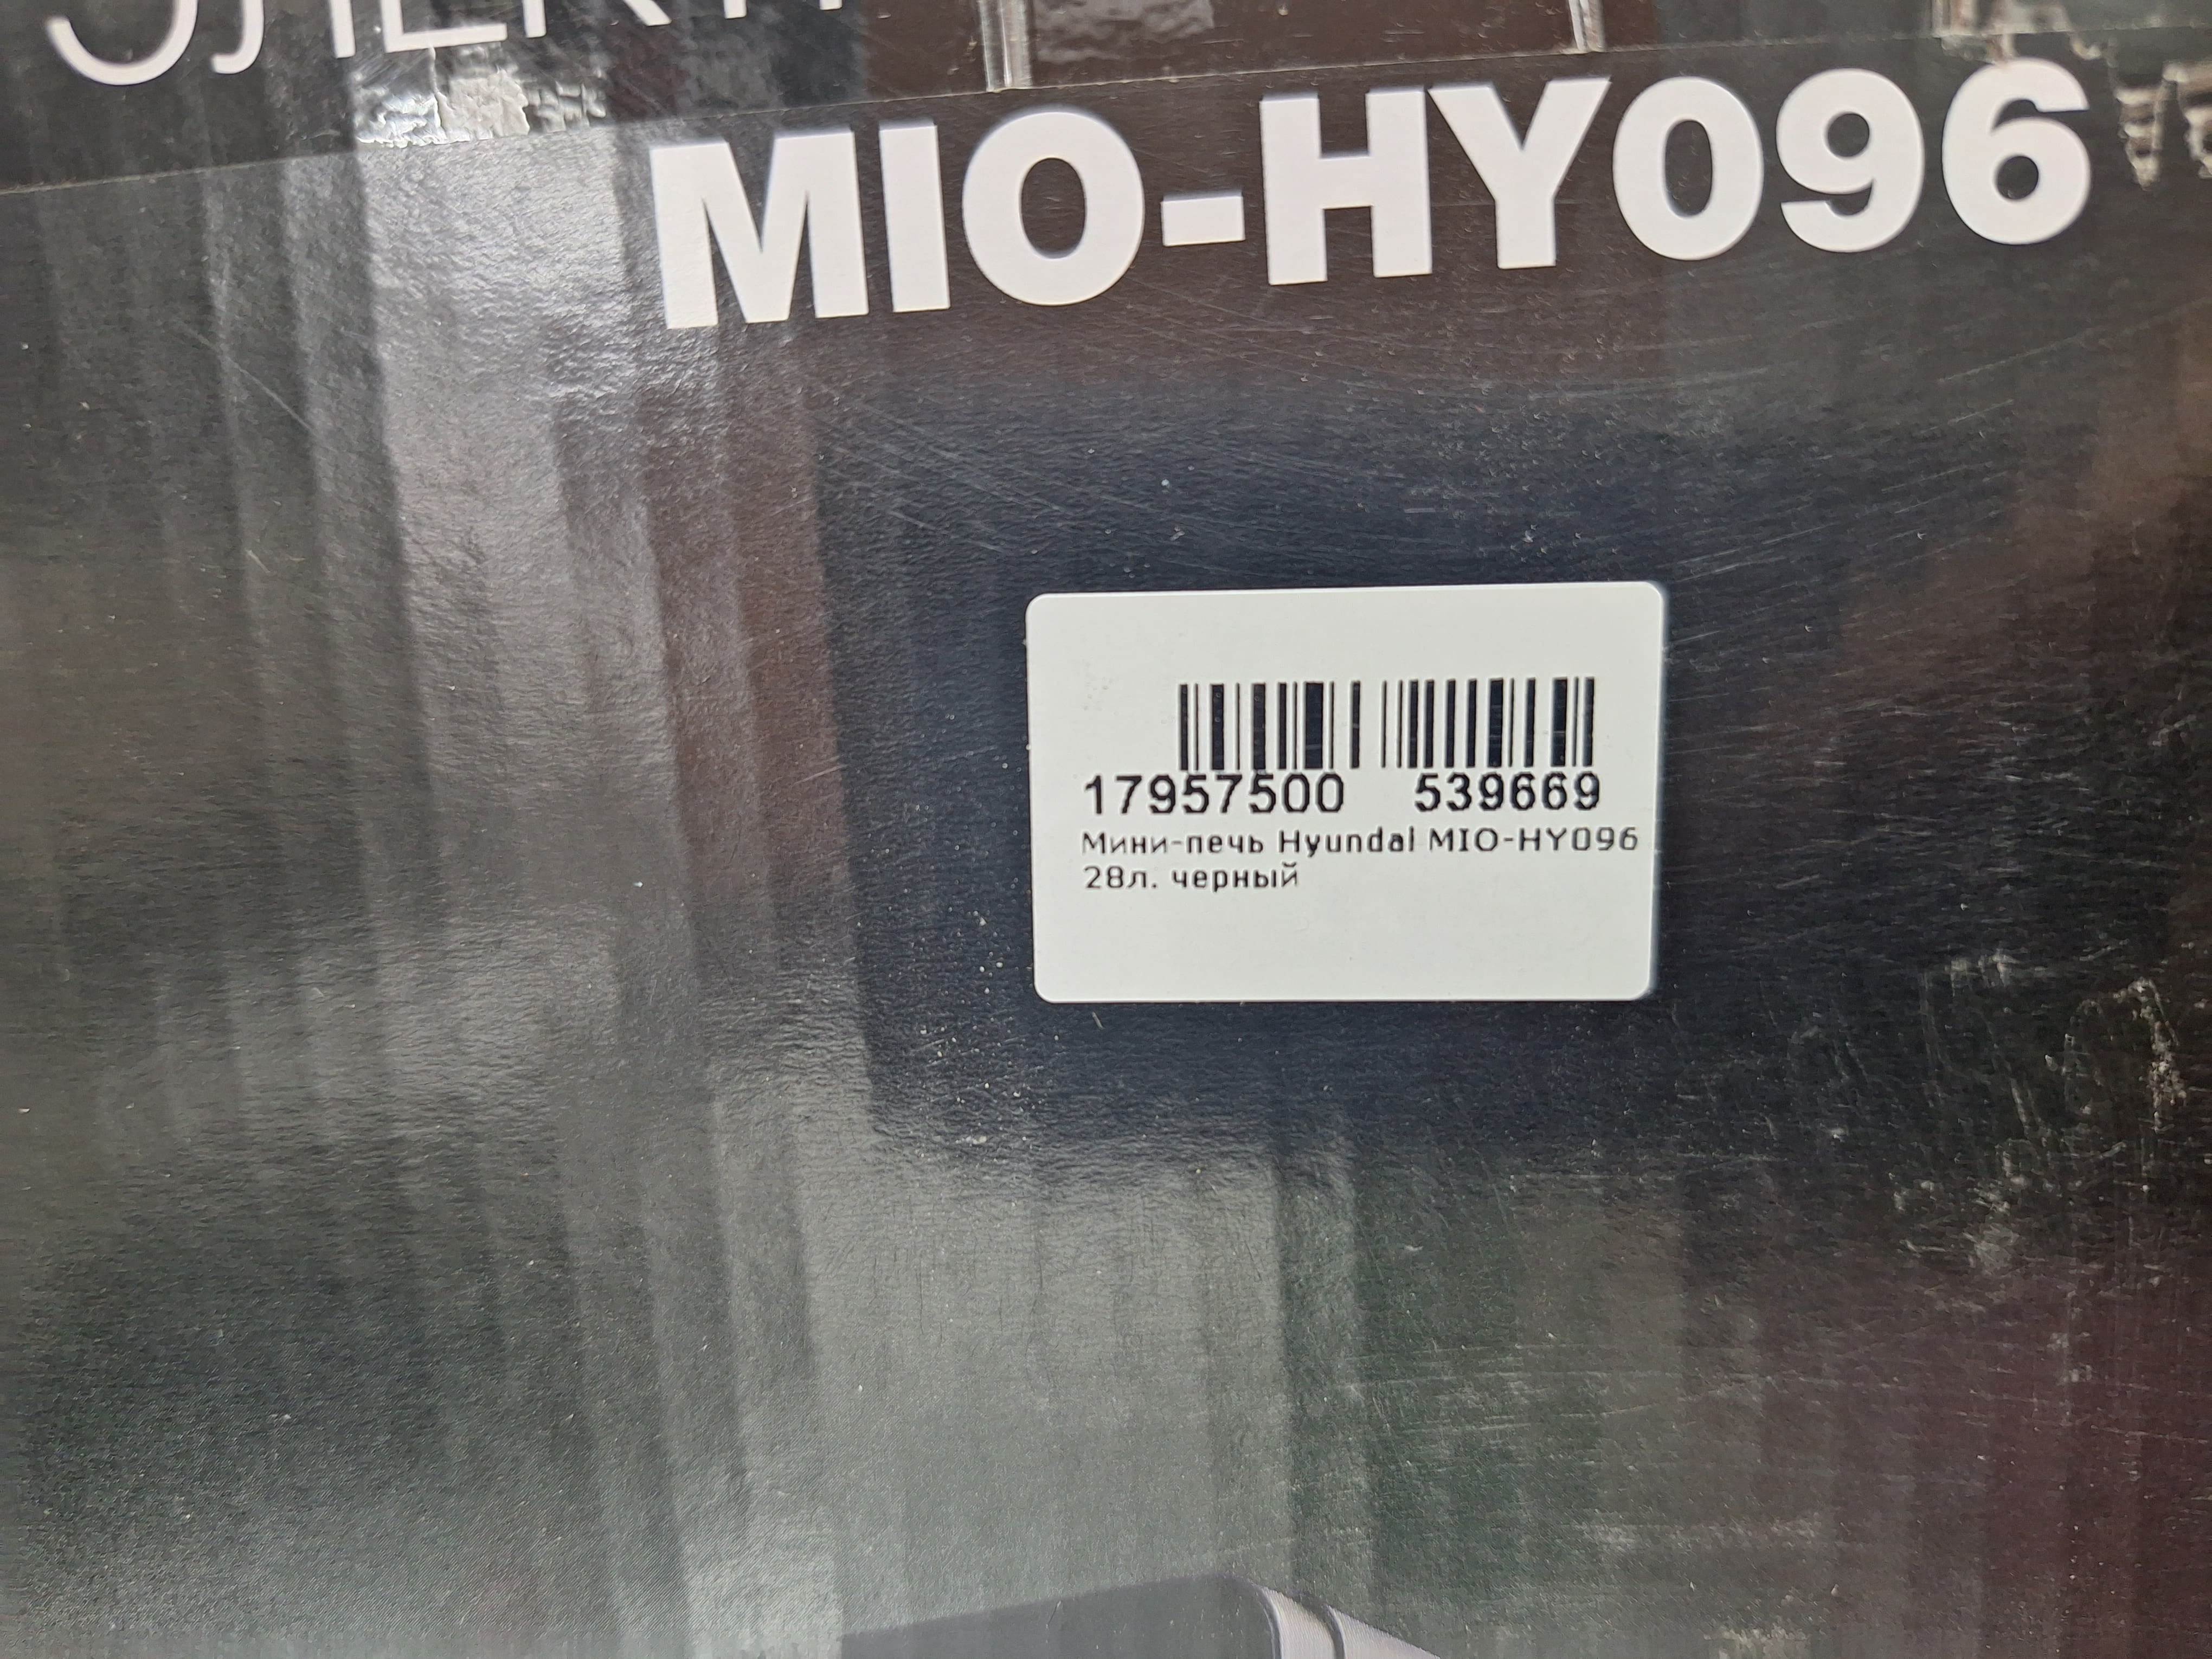 MIO-HY096
17957500 539669
Мини-печь Hyundai MIO-HY096
28л. черный